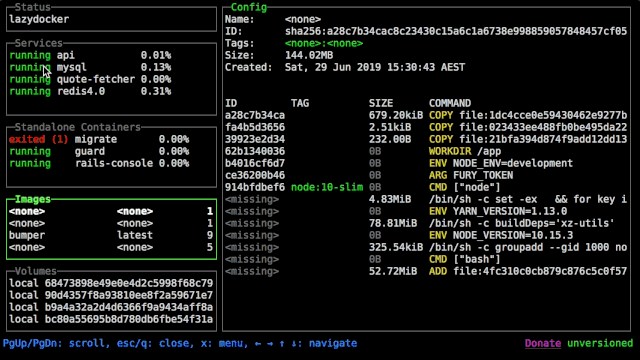 Status
lazydocker
Services
running api 0.01%
running mysql 0.13%
running quote-fetcher 0.00%
running redis4.0 0.31%
Standalone Containers
exited (1) migrate 0.00%
running guard 0.00%
running rails-console 0.00%
Images
<none> <none> 1
<none> <none> 1
bumper latest 9
<none> <none> 5
Volumes
local 68473898e49e0e4d2c5998f68c79
local 90d4357f8a93810ee8f2a59671e7
local b9a4a32a2d4d6366f9a9434aff8a
local bc80a55695b8d780db6fbe54f31a
Config
Name: <none>
ID: sha256:a28c7b34cac8c23430c15a6c1a6738e998859057848457cf05
Tags: <none>:<none>
Size: 144.02MB
Created: Sat, 29 Jun 2019 15:30:43 AEST
ID TAG SIZE COMMAND
a28c7b34ca 679.20kiB COPY file:1dc4cce0e59430462e9277b
fa4b5d3656 2.51kiB COPY file:023433ee488fb0be495da22
39923e2d34 232.00B COPY file:21bfa394d874f9add12dd13
62b1340036 0B WORKDIR /app
b4016cf6d7 0B ENV NODE_ENV=development
ce36200b46 0B ARG FURY_TOKEN
914bfdbef6 node:10-slim 0B CMD ["node"]
<missing> 4.83MiB /bin/sh -c set -ex && for key i
<missing> 0B ENV YARN_VERSION=1.13.0
<missing> 78.81MiB /bin/sh -c buildDeps='xz-utils'
<missing> 0B ENV NODE_VERSION=10.15.3
<missing> 325.54kiB /bin/sh -c groupadd --gid 1000 no
<missing> 0B CMD ["bash"]
<missing> 52.72MiB ADD file:4fc310c0cb879c876c5c0f57
PgUp/PgDn: scroll, esc/q: close, x: menu, ← → ↑ ↓: navigate Donate unversioned